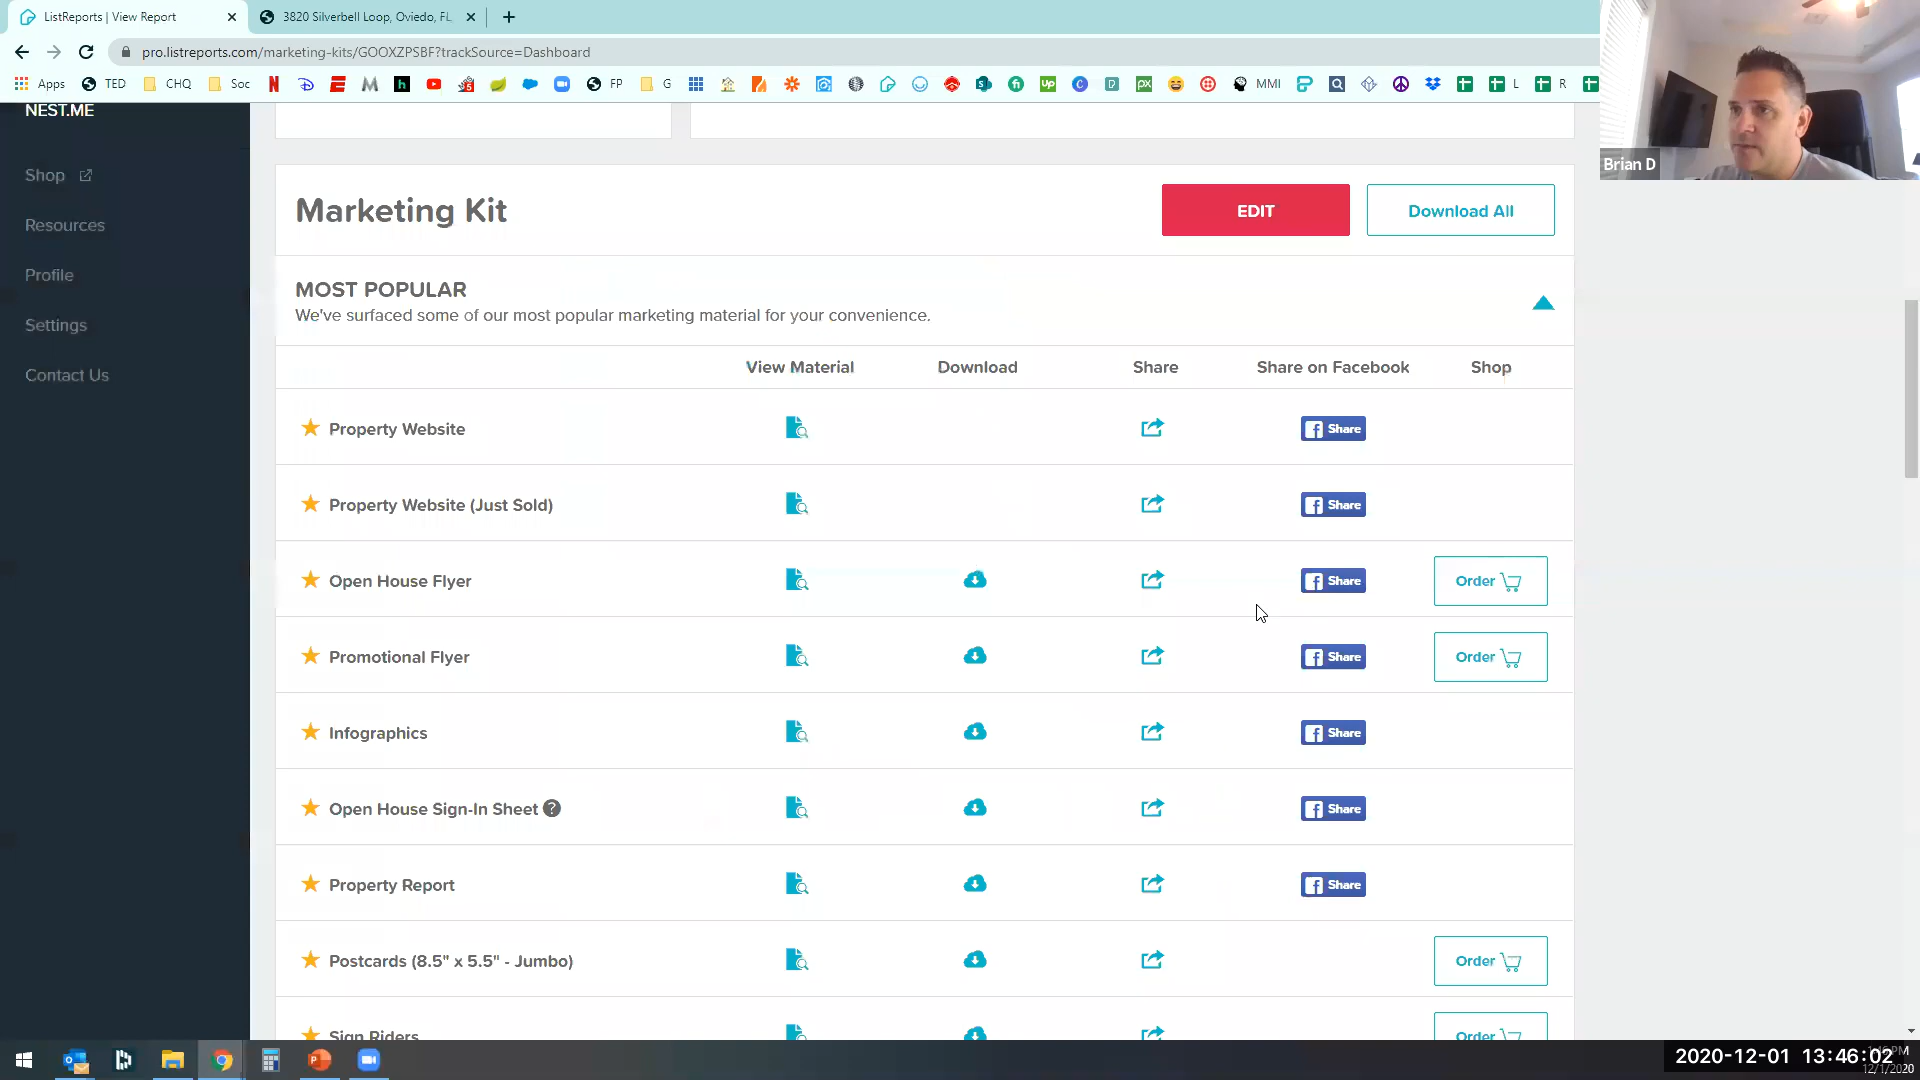 ListReports | View Report
3820 Silverbell Loop, Oviedo, FL
pro.listreports.com/marketing-kits/GOOXZPSBF?trackSource=Dashboard
Apps TED CHQ Soc FP G MMI L R
NEST.ME
Shop
Resources
Profile
Settings
Contact Us
Brian D
Marketing Kit
EDIT
Download All
MOST POPULAR
We've surfaced some of our most popular marketing material for your convenience.
View Material Download Share Share on Facebook Shop
Property Website Share
Property Website (Just Sold) Share
Open House Flyer Share Order
Promotional Flyer Share Order
Infographics Share
Open House Sign-In Sheet ? Share
Property Report Share
Postcards (8.5" x 5.5" - Jumbo) Order
Sign Riders Order
2020-12-01 13:46:02
12/1/2020